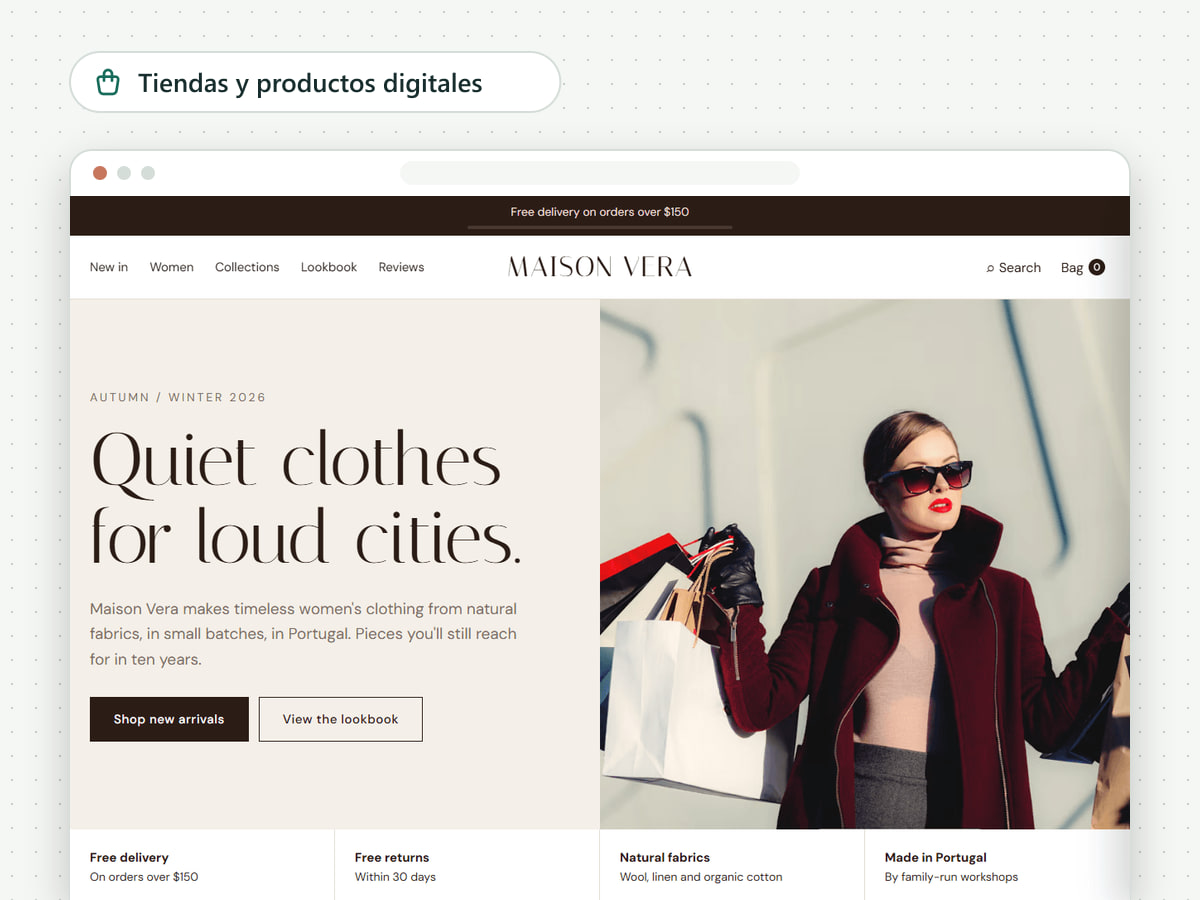 Tiendas y productos digitales
Free delivery on orders over $150
New in Women Collections Lookbook Reviews MAISON VERA Search Bag 0
AUTUMN / WINTER 2026
Quiet clothes
for loud cities.
Maison Vera makes timeless women's clothing from natural
fabrics, in small batches, in Portugal. Pieces you'll still reach
for in ten years.
Shop new arrivals View the lookbook
Free delivery
On orders over $150
Free returns
Within 30 days
Natural fabrics
Wool, linen and organic cotton
Made in Portugal
By family-run workshops